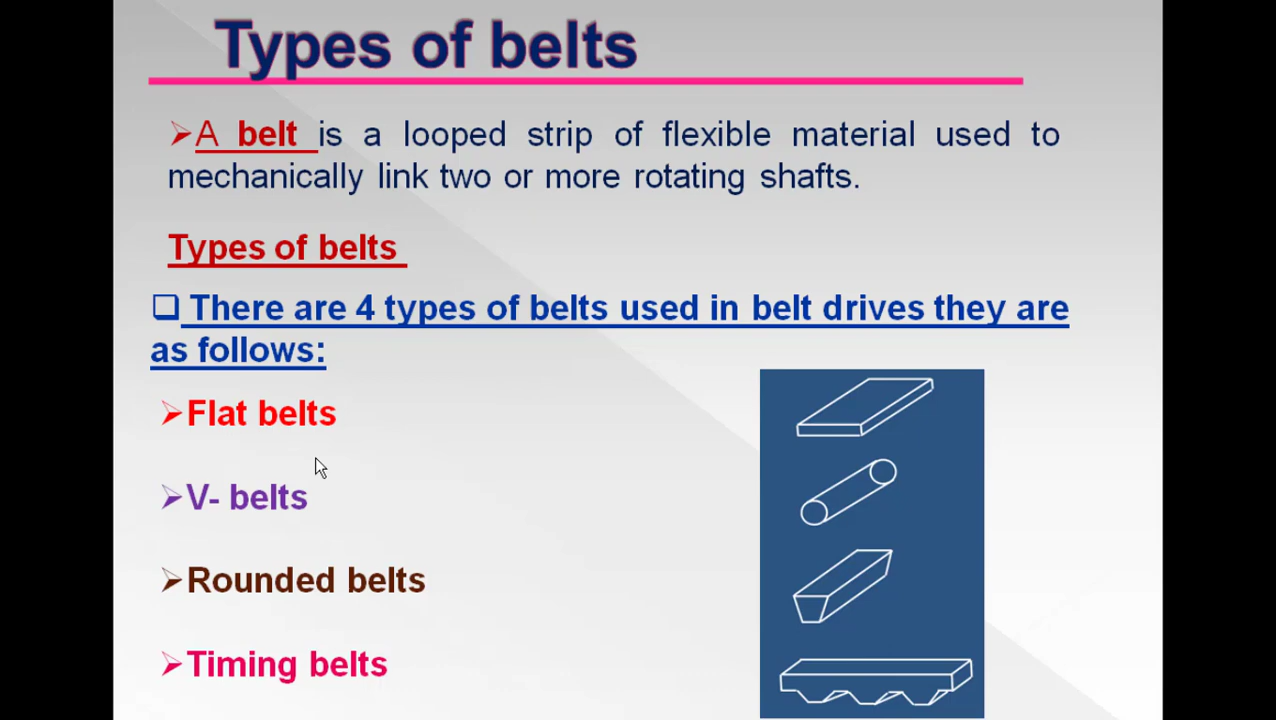 Types of belts
➢A belt is a looped strip of flexible material used to
mechanically link two or more rotating shafts.
Types of belts
❑ There are 4 types of belts used in belt drives they are
as follows:
➢Flat belts
➢V- belts
➢Rounded belts
➢Timing belts